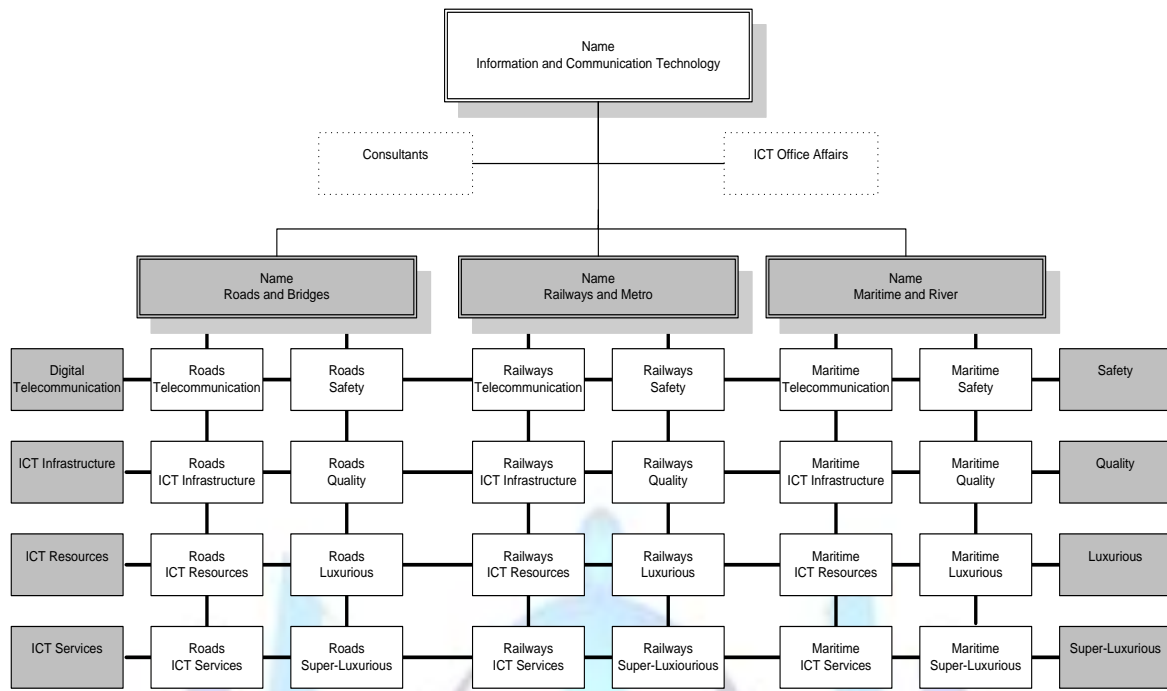 Name
Information and Communication Technology
Consultants
ICT Office Affairs
Name
Roads and Bridges
Name
Railways and Metro
Name
Maritime and River
Digital
Telecommunication
Roads
Telecommunication
Roads
Safety
Railways
Telecommunication
Railways
Safety
Maritime
Telecommunication
Maritime
Safety
Safety
ICT Infrastructure
Roads
ICT Infrastructure
Roads
Quality
Railways
ICT Infrastructure
Railways
Quality
Maritime
ICT Infrastructure
Maritime
Quality
Quality
ICT Resources
Roads
ICT Resources
Roads
Luxurious
Railways
ICT Resources
Railways
Luxurious
Maritime
ICT Resources
Maritime
Luxurious
Luxurious
ICT Services
Roads
ICT Services
Roads
Super-Luxurious
Railways
ICT Services
Railways
Super-Luxiourious
Maritime
ICT Services
Maritime
Super-Luxurious
Super-Luxurious